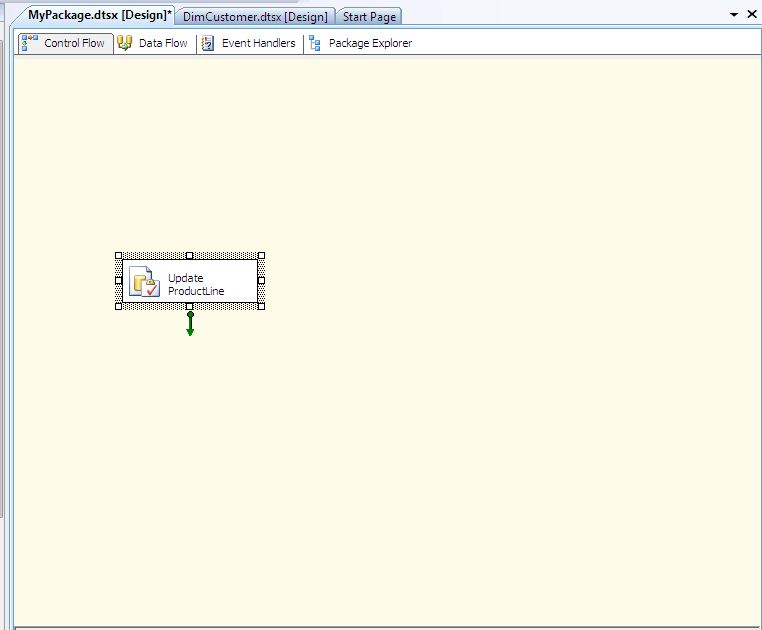 MyPackage.dtsx [Design]* DimCustomer.dtsx [Design] Start Page
Control Flow Data Flow Event Handlers Package Explorer
Update
ProductLine